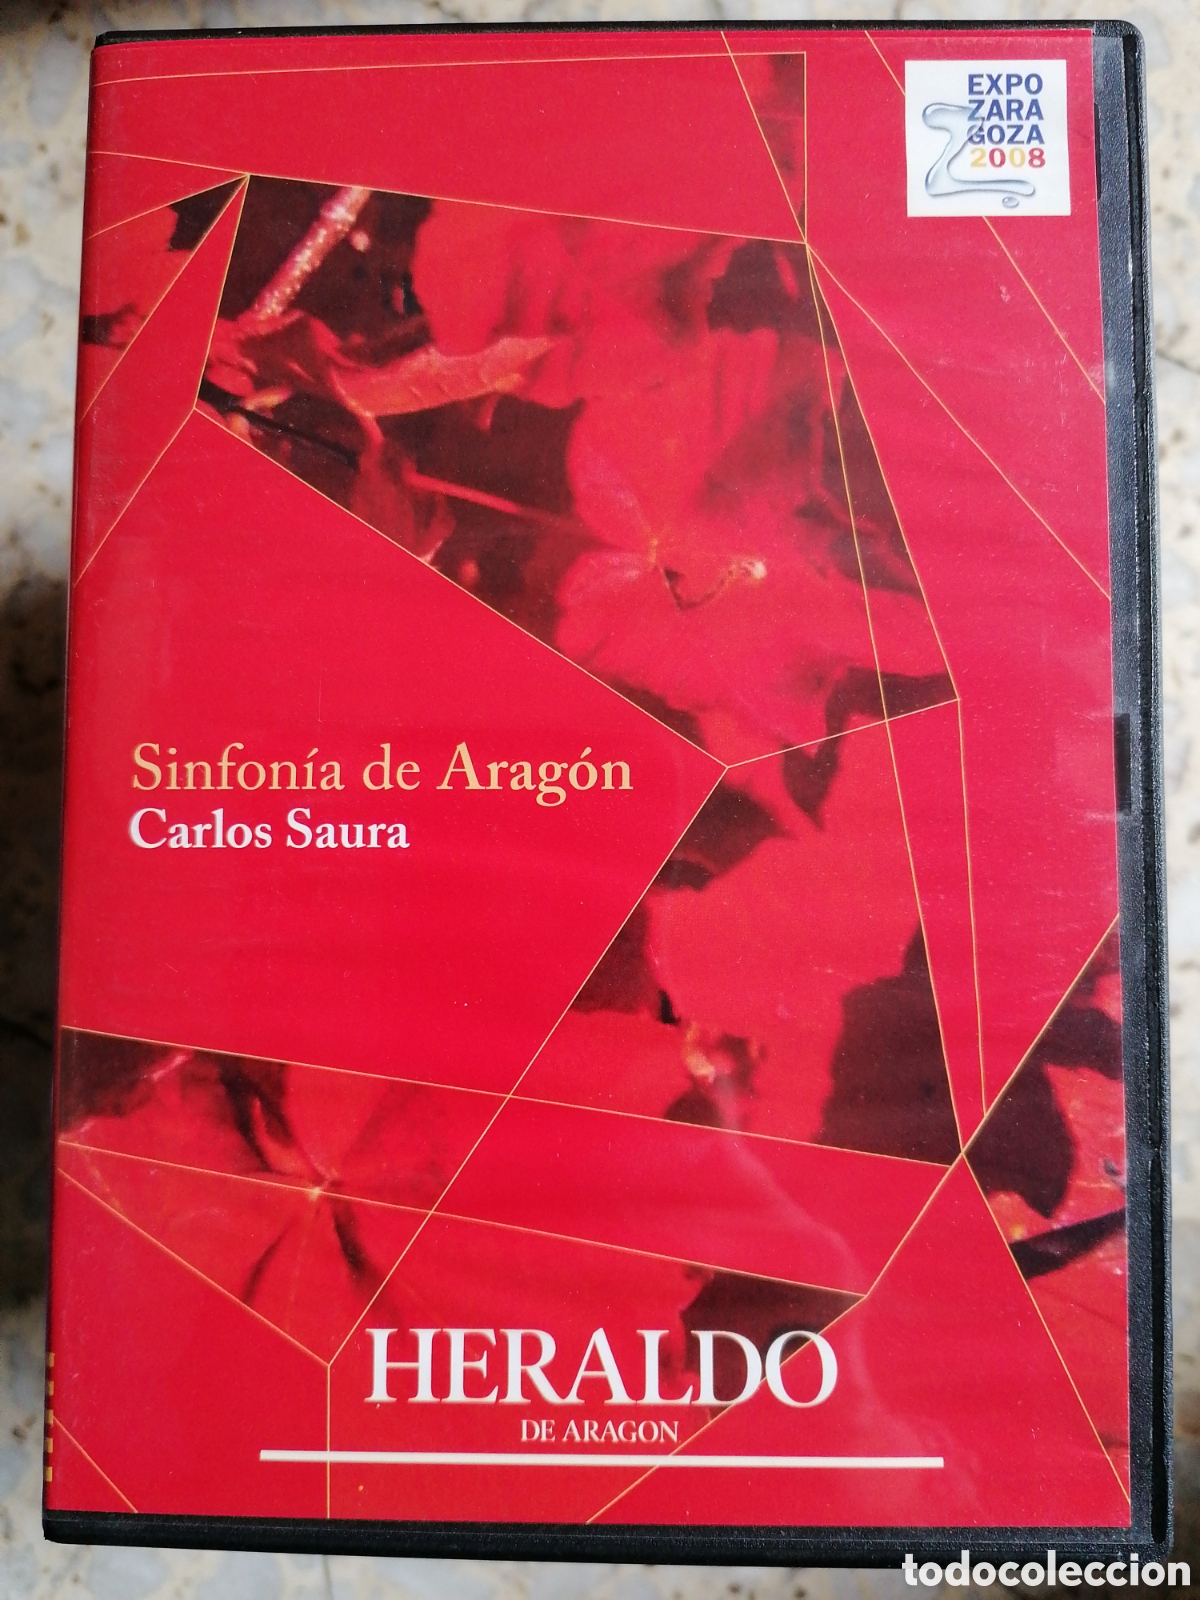 EXPO
ZARA
GOZA
2008
Sinfonía de Aragón
Carlos Saura
HERALDO
DE ARAGON
todocoleccion